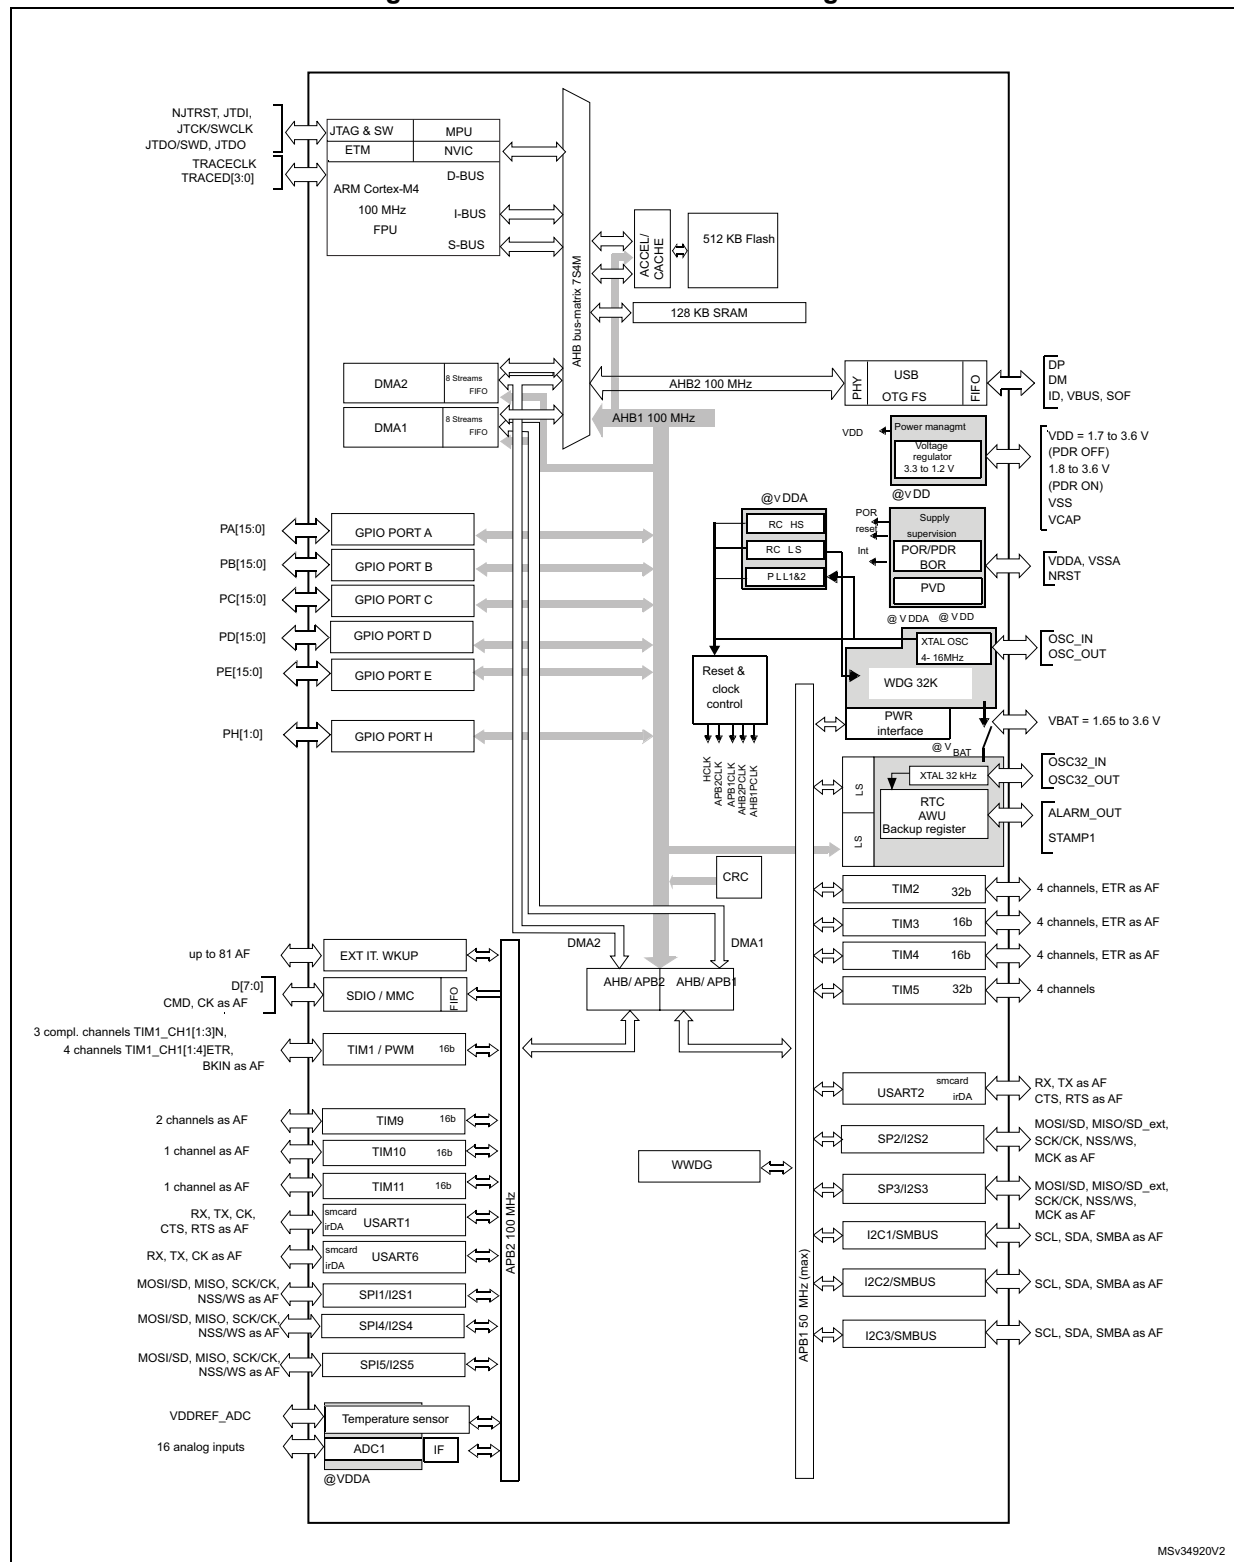 NJTRST, JTDI,
JTCK/SWCLK
JTDO/SWD, JTDO
TRACECLK
TRACED[3:0]
JTAG & SW
MPU
ETM
NVIC
ARM Cortex-M4
100 MHz
FPU
D-BUS
I-BUS
S-BUS
AHB bus-matrix 7S4M
ACCEL/
CACHE
512 KB Flash
128 KB SRAM
DMA2
8 Streams
FIFO
DMA1
8 Streams
FIFO
AHB2 100 MHz
AHB1 100 MHz
PHY
USB
OTG FS
FIFO
DP
DM
ID, VBUS, SOF
VDD
Power managmt
Voltage
regulator
3.3 to 1.2 V
@VDD
VDD = 1.7 to 3.6 V
(PDR OFF)
1.8 to 3.6 V
(PDR ON)
VSS
VCAP
@VDDA
RC HS
RC LS
PLL1&2
POR
reset
Int
Supply
supervision
POR/PDR
BOR
PVD
VDDA, VSSA
NRST
@VDDA @VDD
XTAL OSC
4- 16MHz
WDG 32K
OSC_IN
OSC_OUT
PWR
interface
VBAT = 1.65 to 3.6 V
@VBAT
Reset &
clock
control
HCLK
APB2CLK
APB1CLK
AHB2PCLK
AHB1PCLK
LS
LS
XTAL 32 kHz
RTC
AWU
Backup register
OSC32_IN
OSC32_OUT
ALARM_OUT
STAMP1
PA[15:0]
GPIO PORT A
PB[15:0]
GPIO PORT B
PC[15:0]
GPIO PORT C
PD[15:0]
GPIO PORT D
PE[15:0]
GPIO PORT E
PH[1:0]
GPIO PORT H
CRC
DMA2
DMA1
AHB/ APB2
AHB/ APB1
up to 81 AF
EXT IT. WKUP
D[7:0]
CMD, CK as AF
SDIO / MMC
FIFO
3 compl. channels TIM1_CH1[1:3]N,
4 channels TIM1_CH1[1:4]ETR,
BKIN as AF
TIM1 / PWM
16b
2 channels as AF
TIM9
16b
1 channel as AF
TIM10
16b
1 channel as AF
TIM11
16b
RX, TX, CK,
CTS, RTS as AF
smcard
irDA
USART1
RX, TX, CK as AF
smcard
irDA
USART6
MOSI/SD, MISO, SCK/CK,
NSS/WS as AF
SPI1/I2S1
MOSI/SD, MISO, SCK/CK,
NSS/WS as AF
SPI4/I2S4
MOSI/SD, MISO, SCK/CK,
NSS/WS as AF
SPI5/I2S5
VDDREF_ADC
Temperature sensor
16 analog inputs
ADC1
IF
@VDDA
APB2 100 MHz
WWDG
APB1 50 MHz (max)
TIM2
32b
4 channels, ETR as AF
TIM3
16b
4 channels, ETR as AF
TIM4
16b
4 channels, ETR as AF
TIM5
32b
4 channels
USART2
smcard
irDA
RX, TX as AF
CTS, RTS as AF
SP2/I2S2
MOSI/SD, MISO/SD_ext,
SCK/CK, NSS/WS,
MCK as AF
SP3/I2S3
MOSI/SD, MISO/SD_ext,
SCK/CK, NSS/WS,
MCK as AF
I2C1/SMBUS
SCL, SDA, SMBA as AF
I2C2/SMBUS
SCL, SDA, SMBA as AF
I2C3/SMBUS
SCL, SDA, SMBA as AF
MSv34920V2